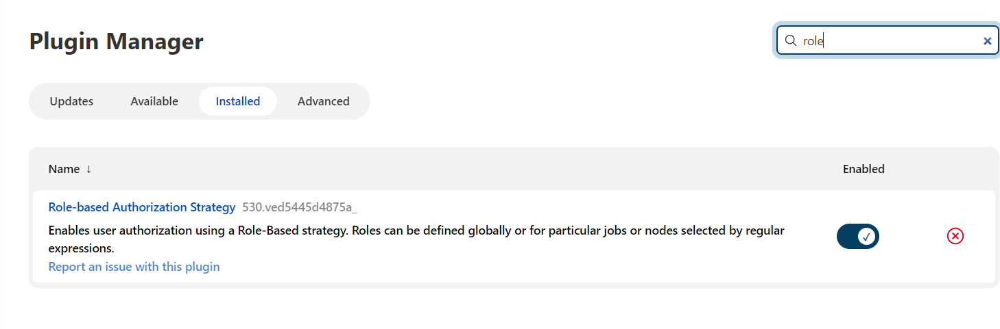 Plugin Manager
role
Updates Available Installed Advanced
Name ↓ Enabled
Role-based Authorization Strategy 530.ved5445d4875a_
Enables user authorization using a Role-Based strategy. Roles can be defined globally or for particular jobs or nodes selected by regular
expressions.
Report an issue with this plugin